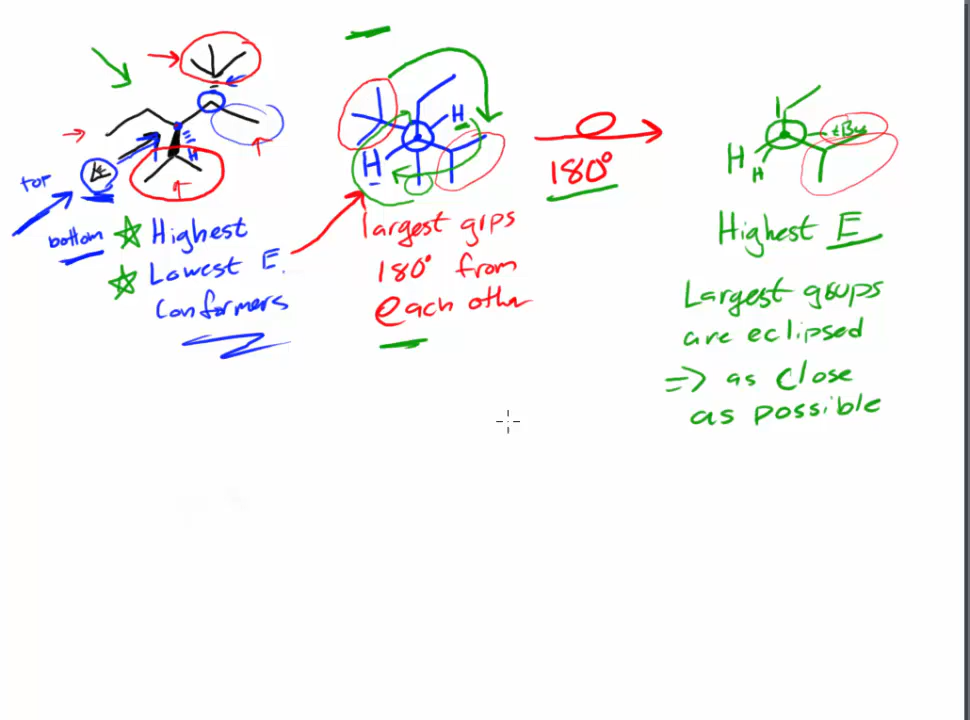 H
top
bottom
Highest
Lowest E.
Conformers
H
H
largest grps
180° from
each other
180°
tBu
H
H
Highest E
Largest goups
are eclipsed
=> as close
as possible